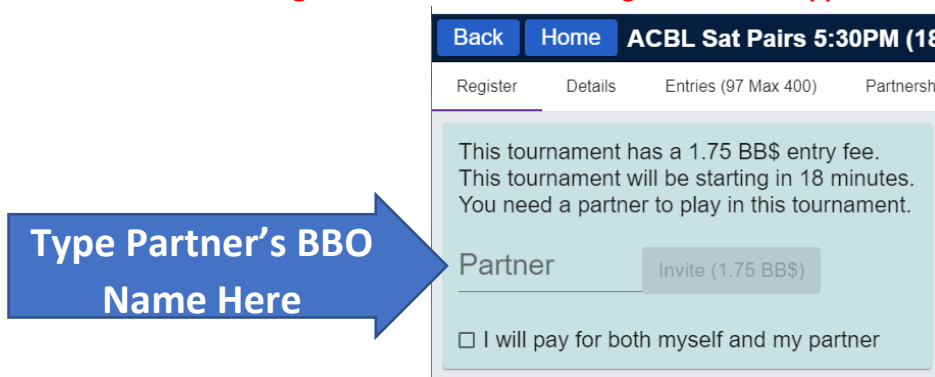 Back Home ACBL Sat Pairs 5:30PM (18
Register Details Entries (97 Max 400) Partnersh
This tournament has a 1.75 BB$ entry fee.
This tournament will be starting in 18 minutes.
You need a partner to play in this tournament.
Type Partner's BBO
Name Here
Partner Invite (1.75 BB$)
I will pay for both myself and my partner